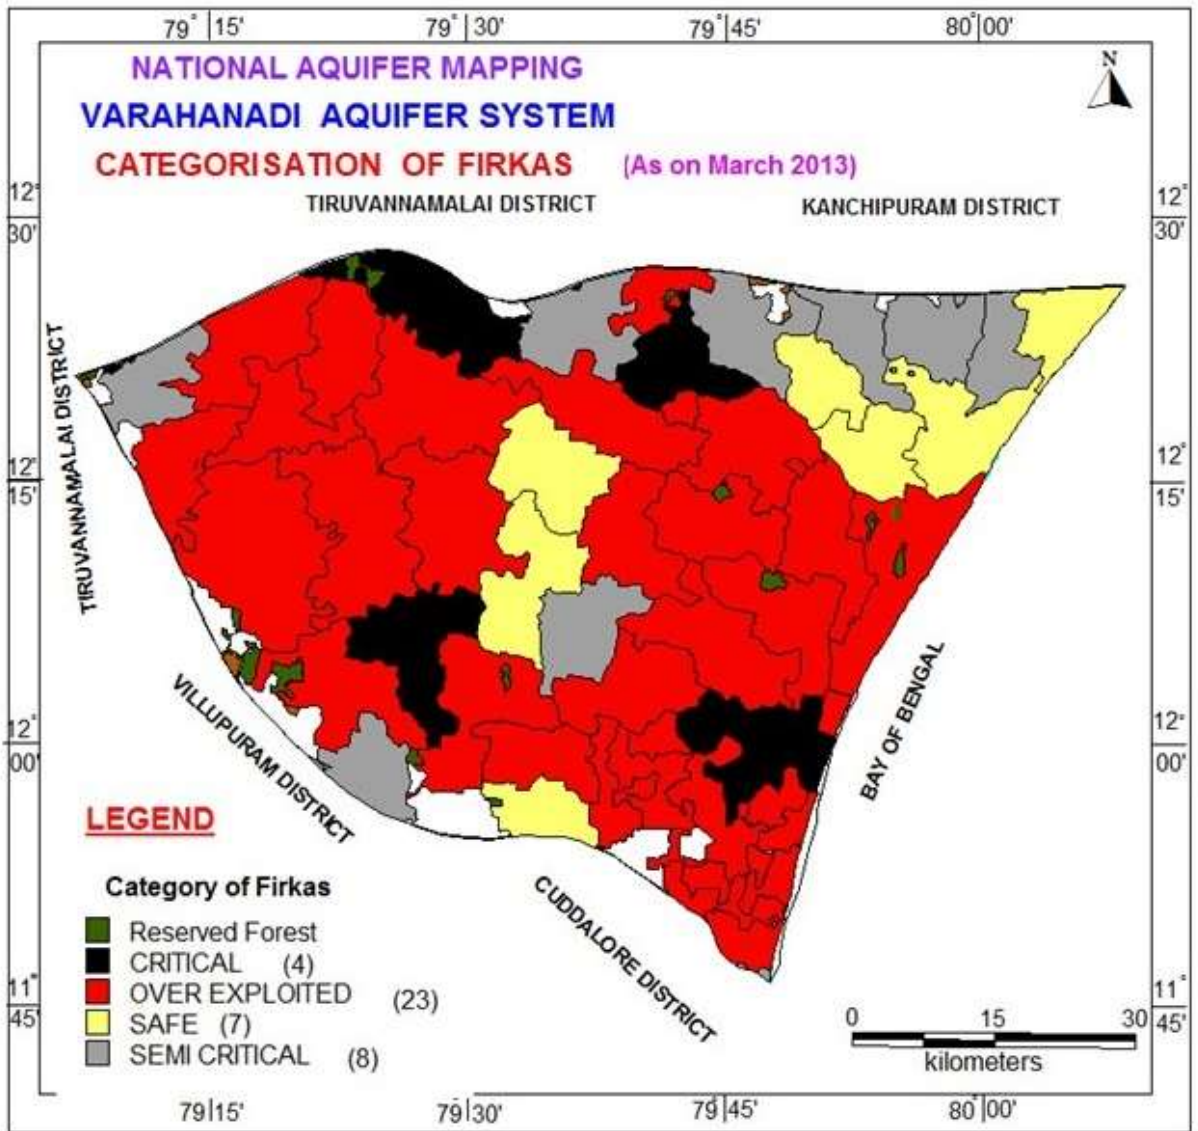 79° 15' 79° 30' 79° 45' 80° 00'
N
NATIONAL AQUIFER MAPPING
VARAHANADI AQUIFER SYSTEM
CATEGORISATION OF FIRKAS (As on March 2013)
TIRUVANNAMALAI DISTRICT
KANCHIPURAM DISTRICT
12° 30'
12° 30'
TIRUVANNAMALAI DISTRICT
12° 15'
12° 15'
VILLUPURAM DISTRICT
BAY OF BENGAL
12° 00'
12° 00'
CUDDALORE DISTRICT
LEGEND
Category of Firkas
Reserved Forest
CRITICAL (4)
OVER EXPLOITED (23)
SAFE (7)
SEMI CRITICAL (8)
11° 45'
11° 45'
0 15 30
kilometers
79° 15' 79° 30' 79° 45' 80° 00'